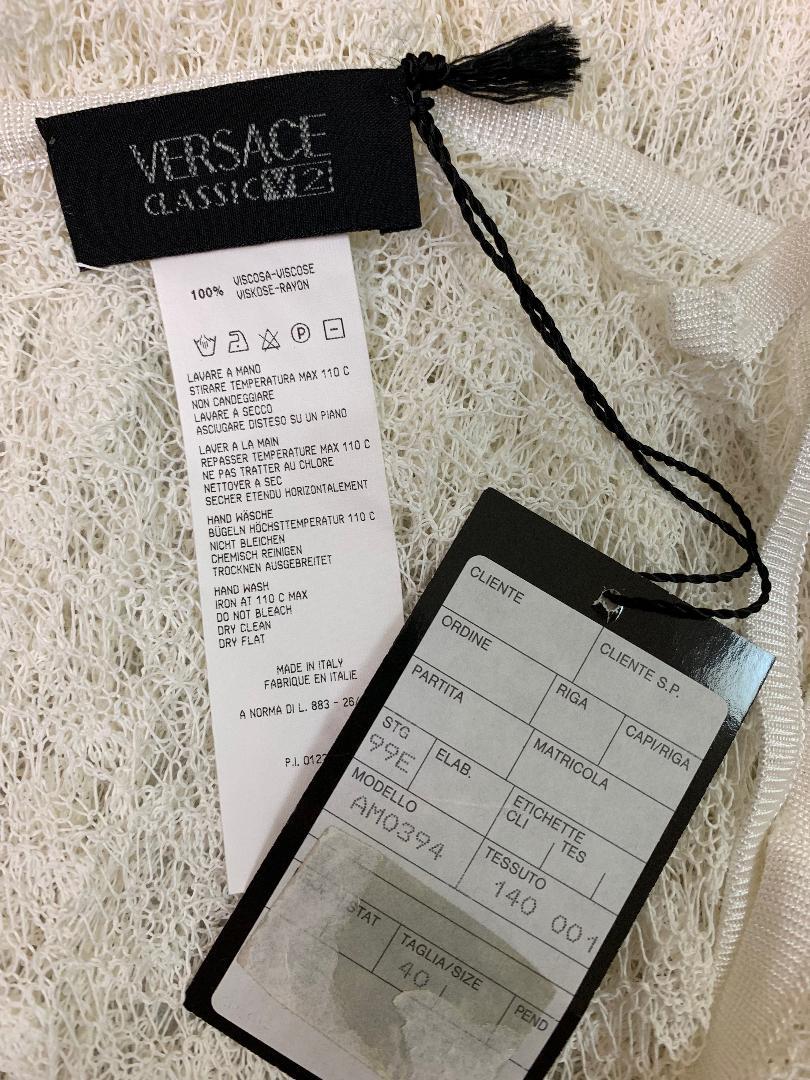 VERSACE
CLASSIC V2
100% VISCOSA-VISCOSE
VISKOSE-RAYON
P
LAVARE A MANO
STIRARE TEMPERATURA MAX 110 C
NON CANDEGGIARE
LAVARE A SECCO
ASCIUGARE DISTESO SU UN PIANO
LAVER A LA MAIN
REPASSER TEMPERATURE MAX 110 C
NE PAS TRATTER AU CHLORE
NETTOYER A SEC
SECHER ETENDU HORIZONTALEMENT
HAND WÄSCHE
BÜGELN HÖCHSTTEMPERATUR 110 C
NICHT BLEICHEN
CHEMISCH REINIGEN
TROCKNEN AUSGEBREITET
HAND WASH
IRON AT 110 C MAX
DO NOT BLEACH
DRY CLEAN
DRY FLAT
MADE IN ITALY
FABRIQUE EN ITALIE
A NORMA DI L. 883 - 26/
P.I. 0123
CLIENTE
CLIENTE S.P.
ORDINE
RIGA
CAPI/RIGA
PARTITA
MATRICOLA
STG
99E
ELAB.
ETICHETTE
CLI
TES
MODELLO
AM0394
TESSUTO
140 001
STAT
TAGLIA/SIZE
40
PEND